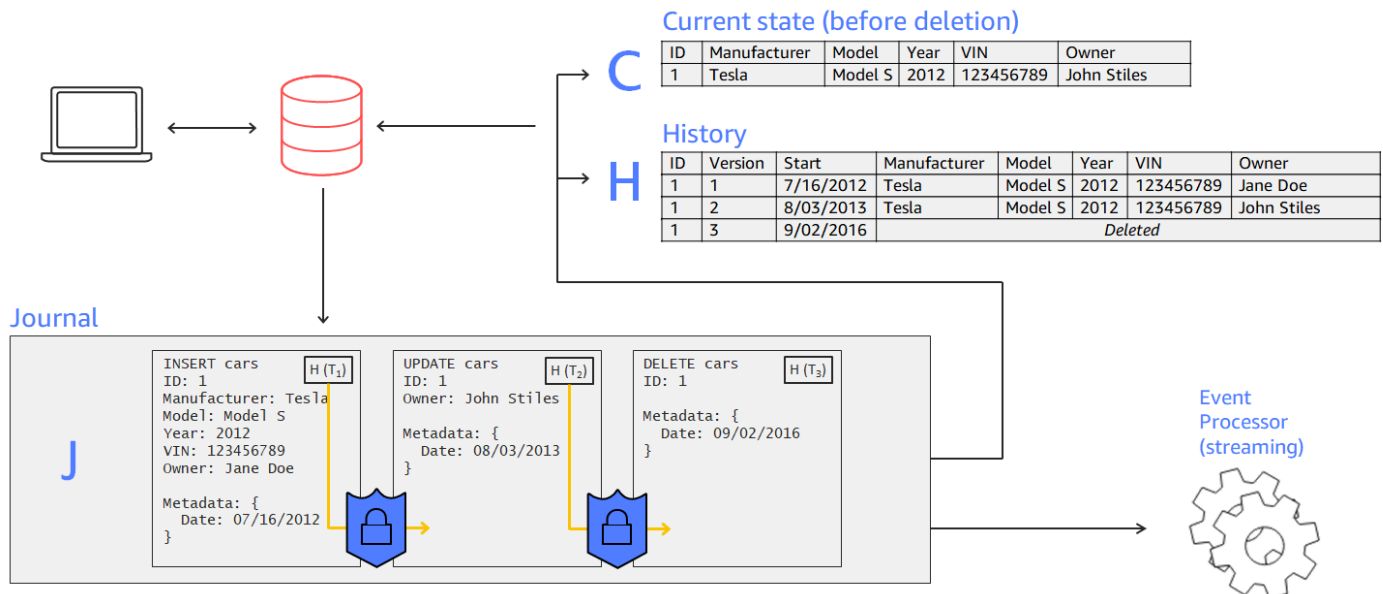 Current state (before deletion)
C
ID Manufacturer Model Year VIN Owner
1 Tesla Model S 2012 123456789 John Stiles
History
H
ID Version Start Manufacturer Model Year VIN Owner
1 1 7/16/2012 Tesla Model S 2012 123456789 Jane Doe
1 2 8/03/2013 Tesla Model S 2012 123456789 John Stiles
1 3 9/02/2016 Deleted
Journal
J
INSERT cars
H (T₁)
ID: 1
Manufacturer: Tesla
Model: Model S
Year: 2012
VIN: 123456789
Owner: Jane Doe
Metadata: {
Date: 07/16/2012
}
UPDATE cars
H (T₂)
ID: 1
Owner: John Stiles
Metadata: {
Date: 08/03/2013
}
DELETE cars
H (T₃)
ID: 1
Metadata: {
Date: 09/02/2016
}
Event
Processor
(streaming)